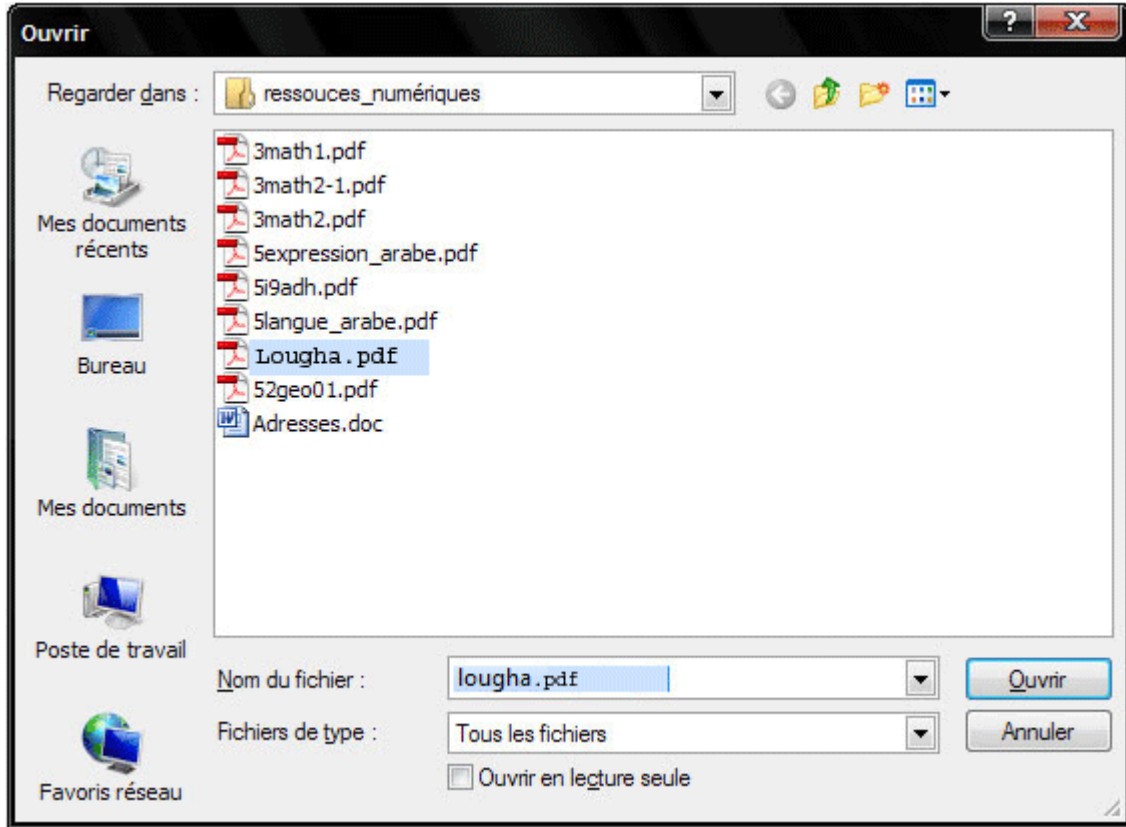 Ouvrir
?
X
Regarder dans :
ressouces_numériques
3math1.pdf
3math2-1.pdf
3math2.pdf
5expression_arabe.pdf
5i9adh.pdf
5langue_arabe.pdf
Lougha.pdf
52geo01.pdf
Adresses.doc
Mes documents
récents
Bureau
Mes documents
Poste de travail
Favoris réseau
Nom du fichier :
lougha.pdf
Ouvrir
Fichiers de type :
Tous les fichiers
Annuler
Ouvrir en lecture seule